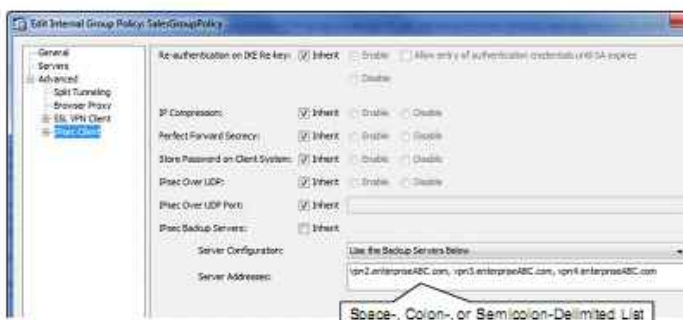 Edit Internal Group Policy: SalesGroupPolicy
General
Servers
Advanced
Split Tunneling
Browser Proxy
SSL VPN Client
IPsec Client
Re-authentication on IKE Re-key: Inherit Enable Allow entry of authentication credentials until SA expires
Disable
IP Compression: Inherit Enable Disable
Perfect Forward Secrecy: Inherit Enable Disable
Store Password on Client System: Inherit Enable Disable
IPsec Over UDP: Inherit Enable Disable
IPsec Over UDP Port: Inherit
IPsec Backup Servers: Inherit
Server Configuration: Use the Backup Servers Below
Server Addresses: vpn2.enterpriseABC.com, vpn3.enterpriseABC.com, vpn4.enterpriseABC.com
Space-, Colon-, or Semicolon-Delimited List